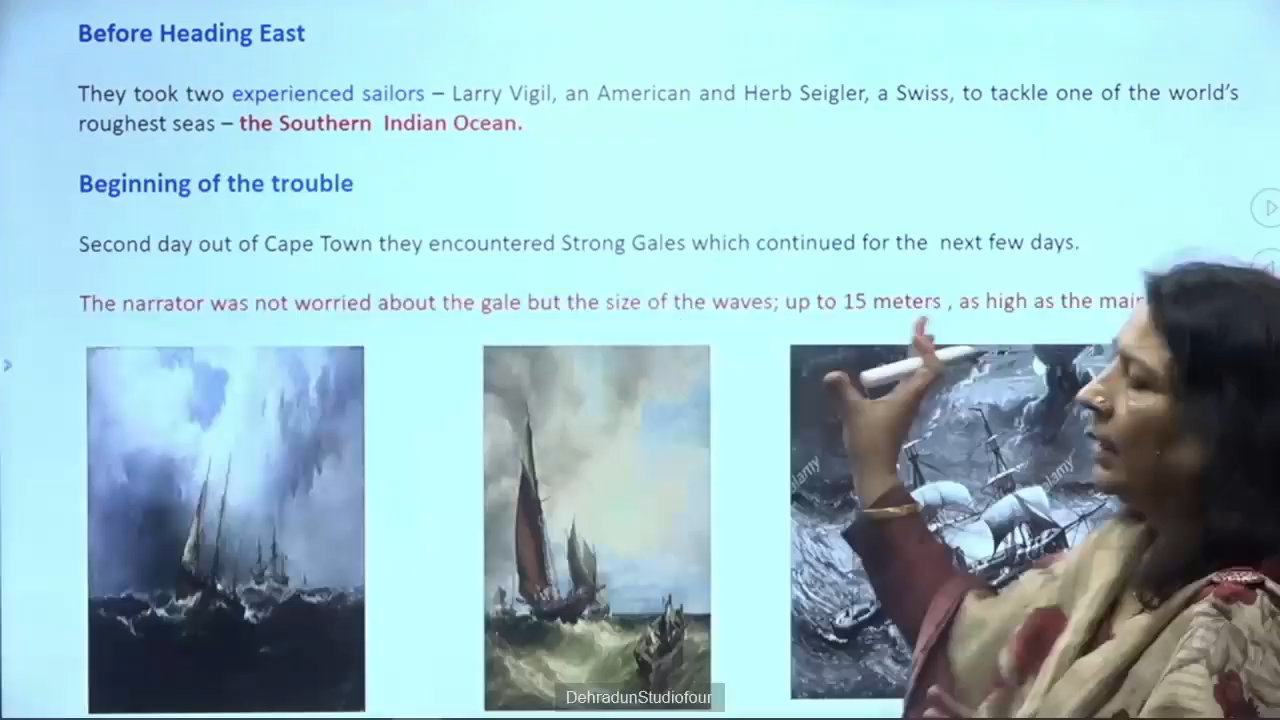 Before Heading East
They took two experienced sailors – Larry Vigil, an American and Herb Seigler, a Swiss, to tackle one of the world's
roughest seas – the Southern Indian Ocean.
Beginning of the trouble
Second day out of Cape Town they encountered Strong Gales which continued for the next few days.
The narrator was not worried about the gale but the size of the waves; up to 15 meters , as high as the
alamy
alamy
DehradunStudiofour